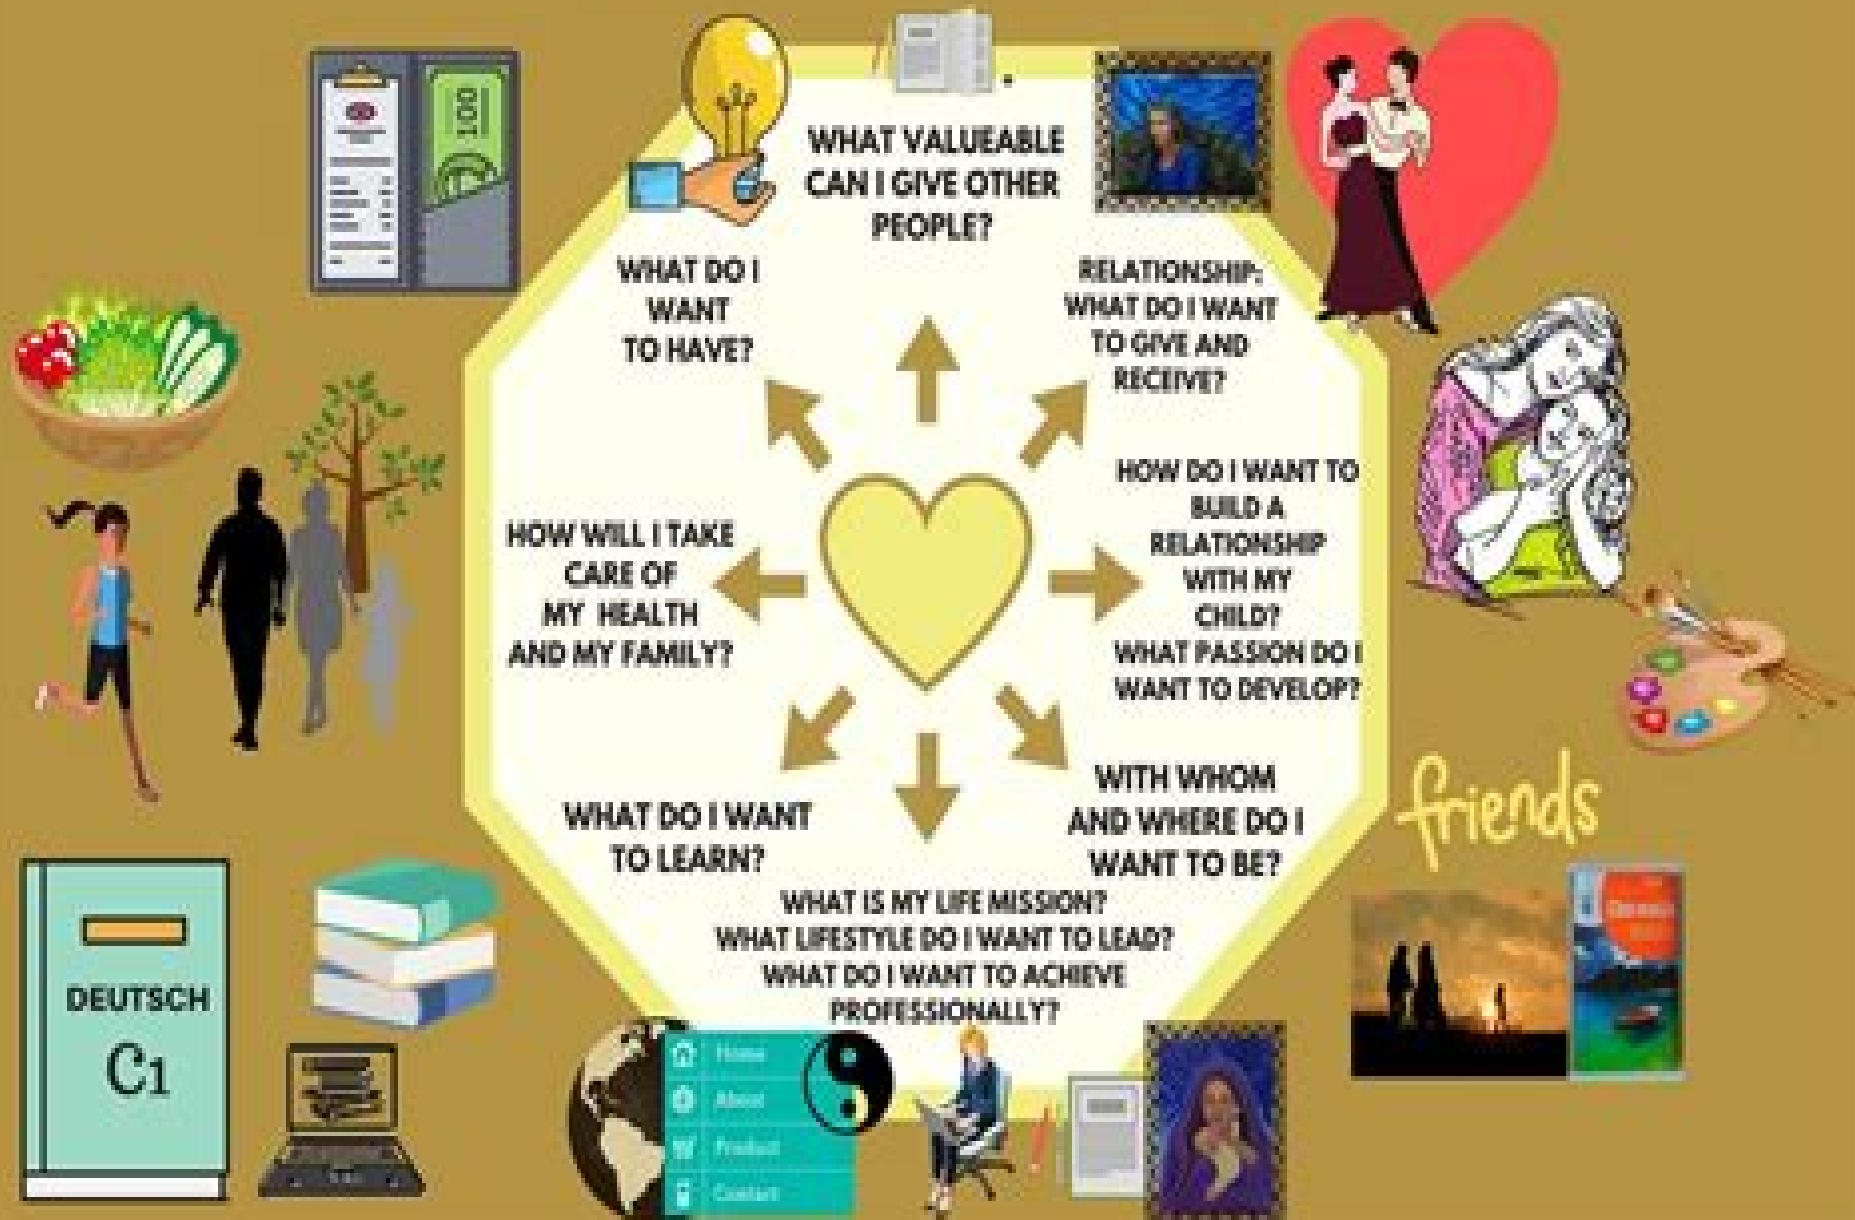 100
WHAT VALUEABLE
CAN I GIVE OTHER
PEOPLE?
WHAT DO I
WANT
TO HAVE?
RELATIONSHIP:
WHAT DO I WANT
TO GIVE AND
RECEIVE?
HOW DO I WANT TO
BUILD A
RELATIONSHIP
WITH MY
CHILD?
WHAT PASSION DO I
WANT TO DEVELOP?
HOW WILL I TAKE
CARE OF
MY HEALTH
AND MY FAMILY?
WITH WHOM
AND WHERE DO I
WANT TO BE?
WHAT DO I WANT
TO LEARN?
WHAT IS MY LIFE MISSION?
WHAT LIFESTYLE DO I WANT TO LEAD?
WHAT DO I WANT TO ACHIEVE
PROFESSIONALLY?
friends
DEUTSCH
C1
Home
About
Product
Contact